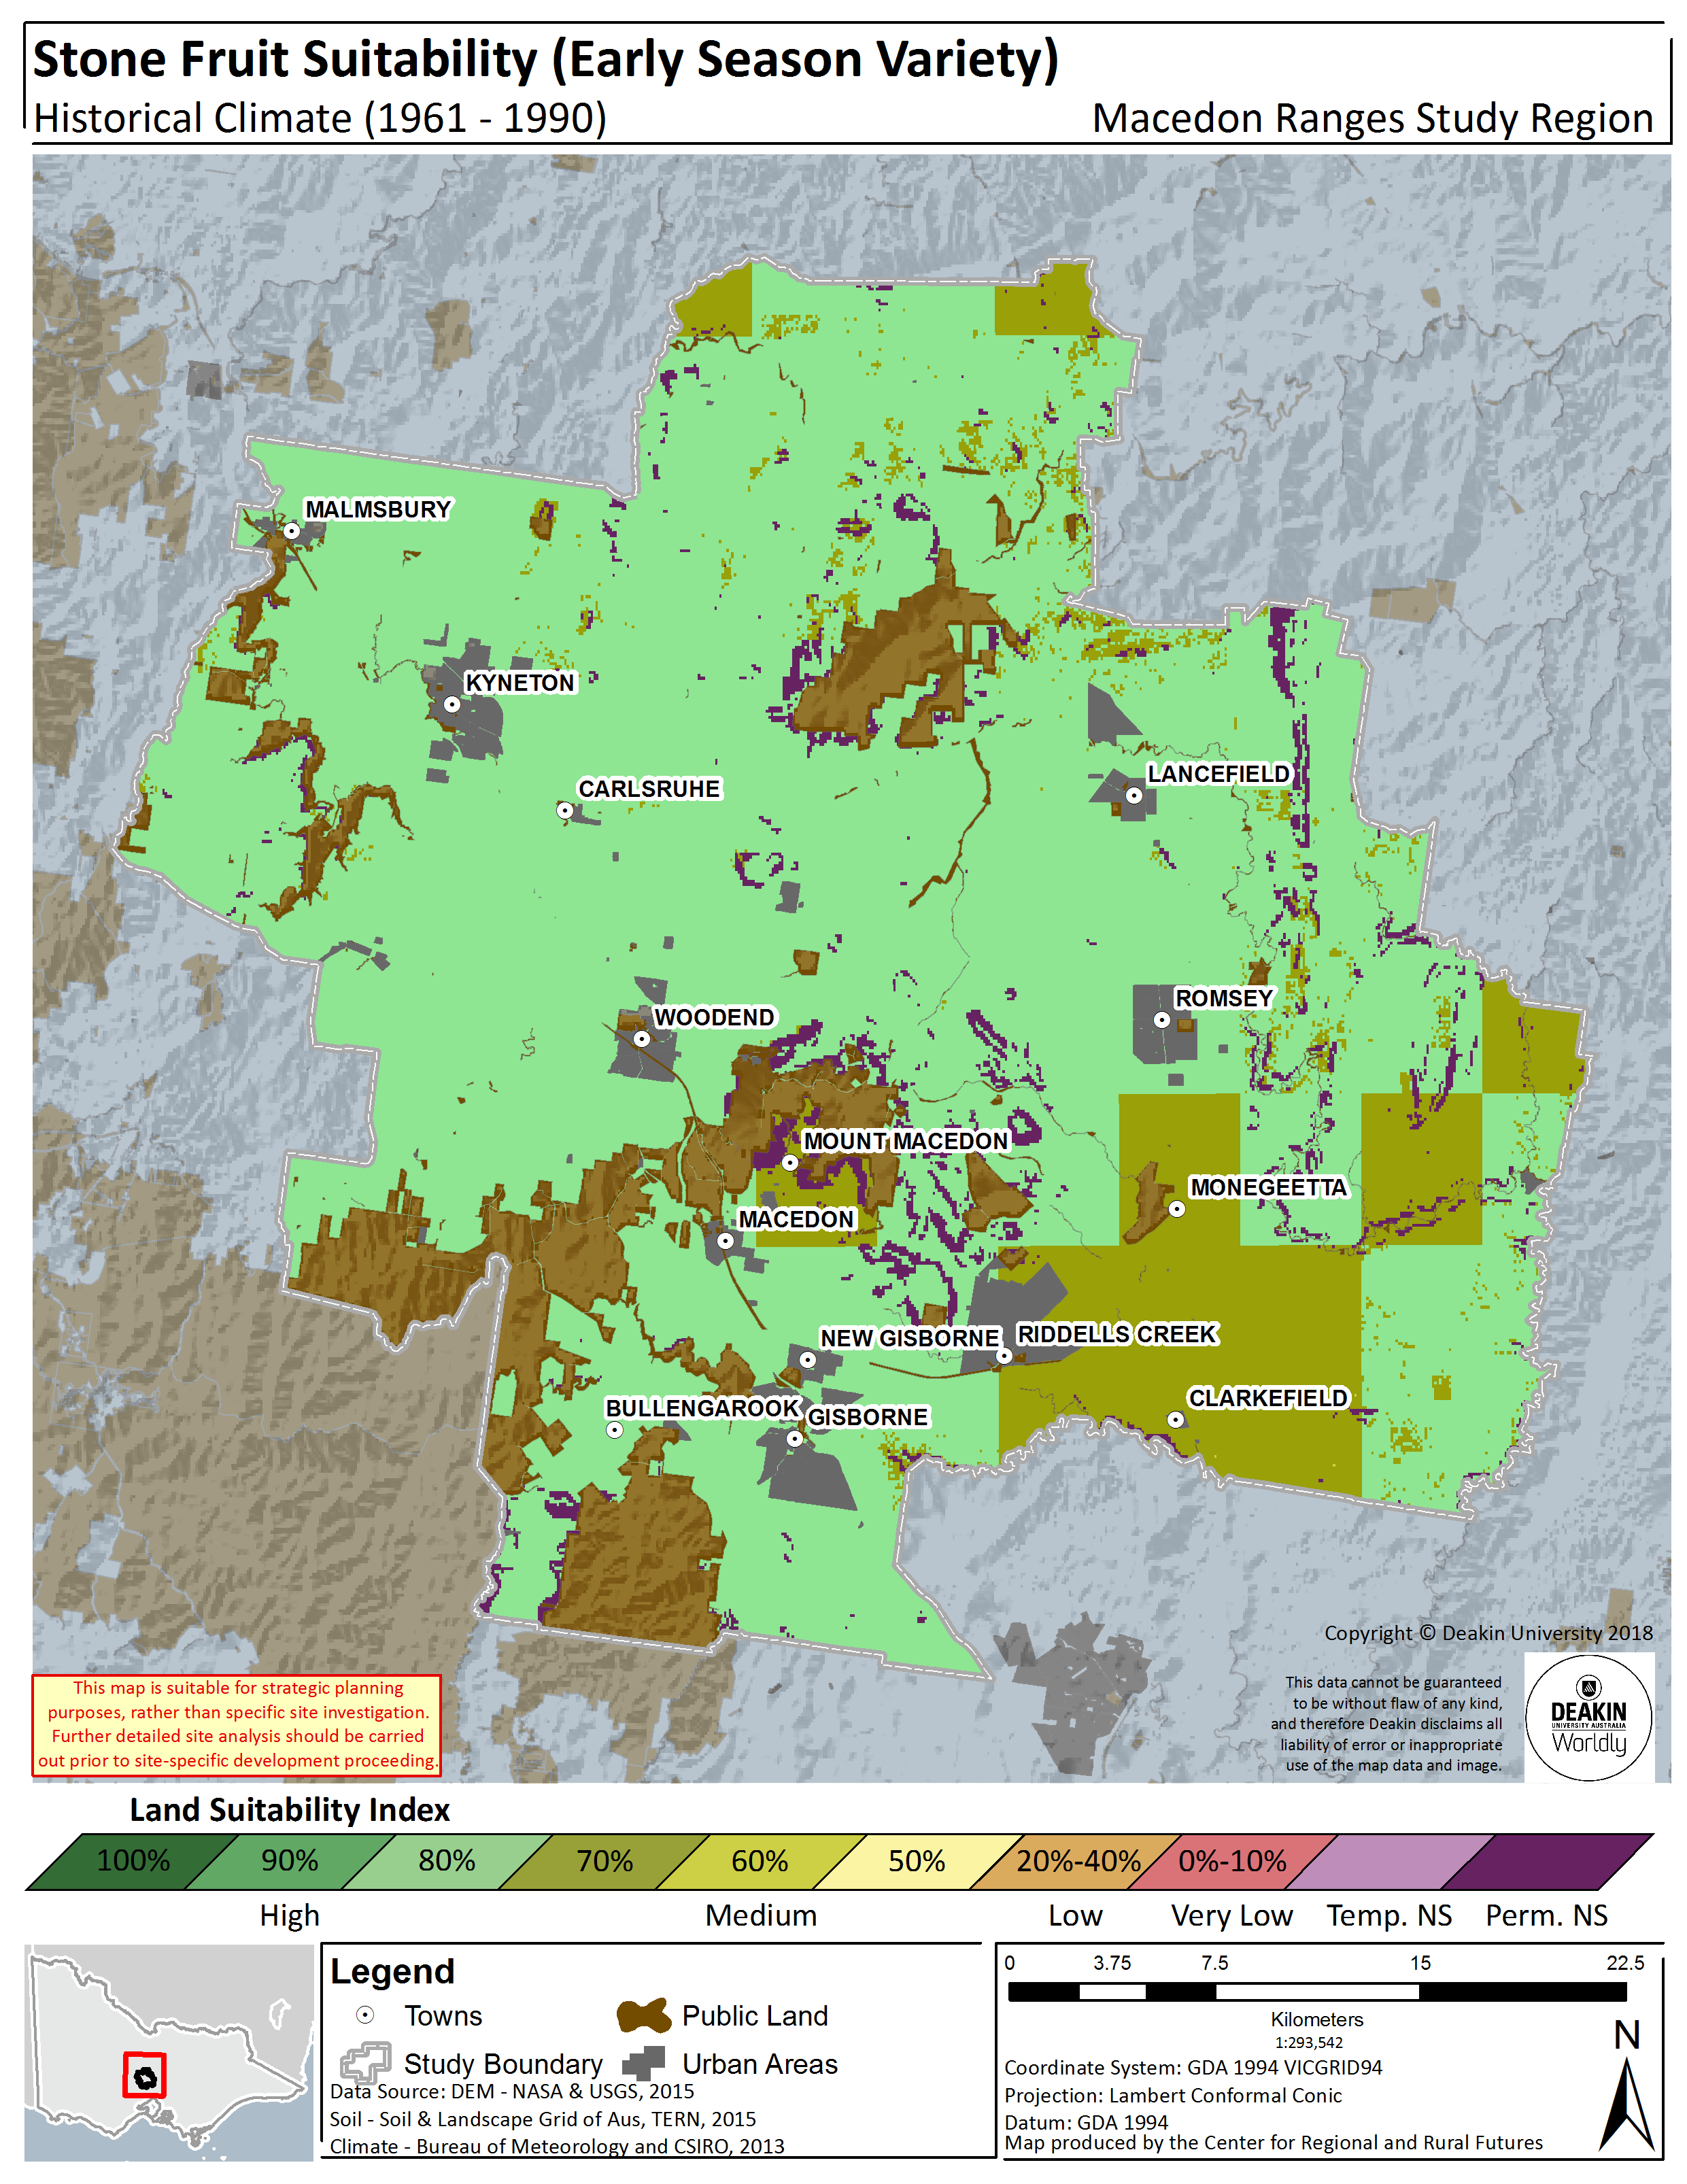 Stone Fruit Suitability (Early Season Variety)
Historical Climate (1961 - 1990)
Macedon Ranges Study Region
MALMSBURY
KYNETON
CARLSRUHE
LANCEFIELD
ROMSEY
WOODEND
MOUNT MACEDON
MONEGEETTA
MACEDON
NEW GISBORNE
RIDDELLS CREEK
CLARKEFIELD
BULLENGAROOK
GISBORNE
Copyright © Deakin University 2018
This map is suitable for strategic planning
purposes, rather than specific site investigation.
Further detailed site analysis should be carried
out prior to site-specific development proceeding.
This data cannot be guaranteed
to be without flaw of any kind,
and therefore Deakin disclaims all
liability of error or inappropriate
use of the map data and image.
DEAKIN
UNIVERSITY AUSTRALIA
Worldly
Land Suitability Index
100% 90% 80% 70% 60% 50% 20%-40% 0%-10%
High Medium Low Very Low Temp. NS Perm. NS
Legend
Towns
Public Land
Study Boundary
Urban Areas
Data Source: DEM - NASA & USGS, 2015
Soil - Soil & Landscape Grid of Aus, TERN, 2015
Climate - Bureau of Meteorology and CSIRO, 2013
0 3.75 7.5 15 22.5
Kilometers
1:293,542
N
Coordinate System: GDA 1994 VICGRID94
Projection: Lambert Conformal Conic
Datum: GDA 1994
Map produced by the Center for Regional and Rural Futures